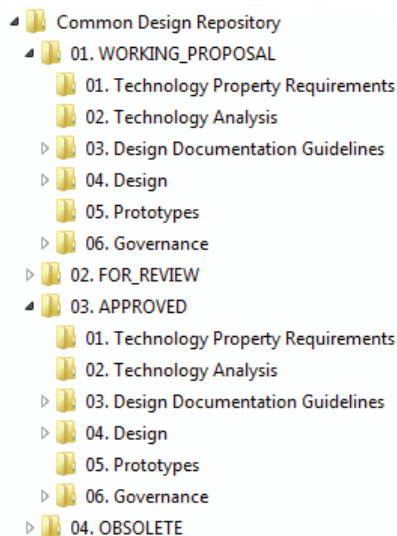 Common Design Repository
01. WORKING_PROPOSAL
01. Technology Property Requirements
02. Technology Analysis
03. Design Documentation Guidelines
04. Design
05. Prototypes
06. Governance
02. FOR_REVIEW
03. APPROVED
01. Technology Property Requirements
02. Technology Analysis
03. Design Documentation Guidelines
04. Design
05. Prototypes
06. Governance
04. OBSOLETE